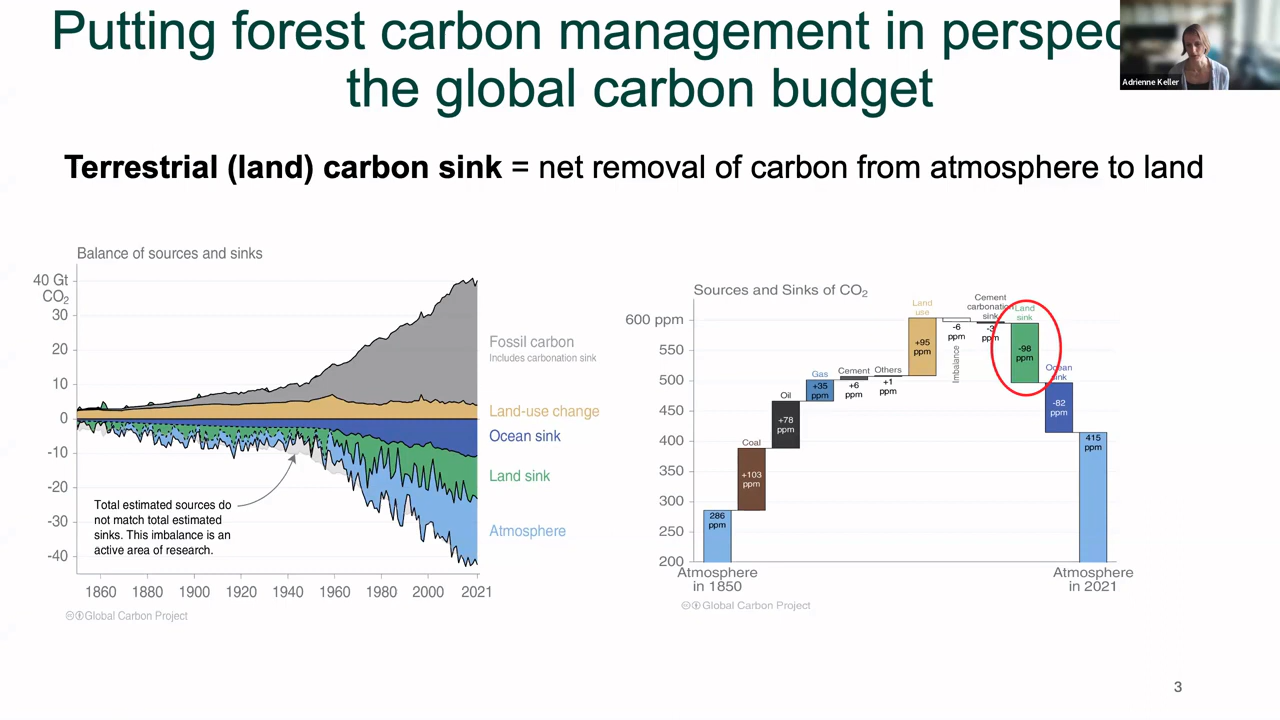 Putting forest carbon management in perspec
the global carbon budget
Adrienne Keller
Terrestrial (land) carbon sink = net removal of carbon from atmosphere to land
Balance of sources and sinks
40 Gt
CO₂
30
20
10
0
-10
-20
-30
-40
Fossil carbon
Includes carbonation sink
Land-use change
Ocean sink
Land sink
Atmosphere
Total estimated sources do
not match total estimated
sinks. This imbalance is an
active area of research.
1860 1880 1900 1920 1940 1960 1980 2000 2021
Global Carbon Project
Sources and Sinks of CO₂
600 ppm
550
500
450
400
350
300
250
200
286
ppm
Coal
+103
ppm
Oil
+78
ppm
Gas
+35
ppm
Cement
+6
ppm
Others
+1
ppm
Land
use
+95
ppm
-6
ppm
Imbalance
Cement
carbonation
sink
-3
ppm
Land
sink
-98
ppm
Ocean
sink
-82
ppm
415
ppm
Atmosphere
in 1850
Atmosphere
in 2021
Global Carbon Project
3